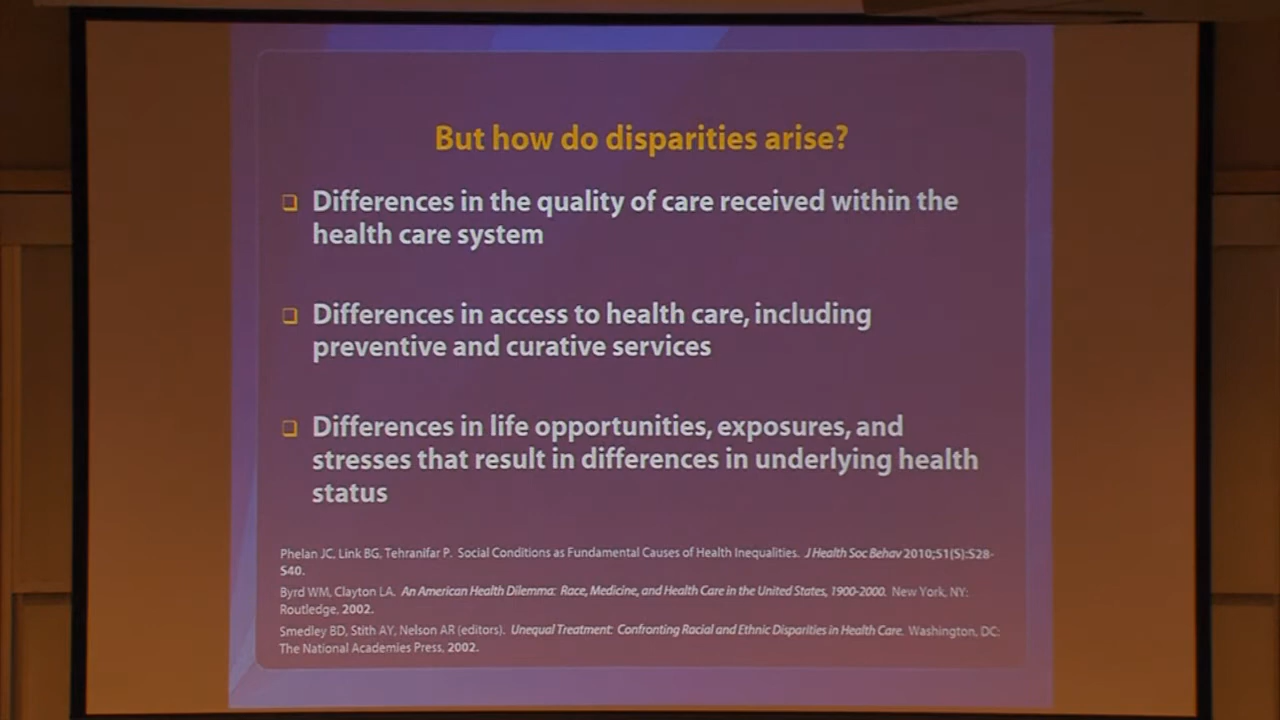 But how do disparities arise?
Differences in the quality of care received within the
health care system
Differences in access to health care, including
preventive and curative services
Differences in life opportunities, exposures, and
stresses that result in differences in underlying health
status
Phelan JC, Link BG, Tehranifar P. Social Conditions as Fundamental Causes of Health Inequalities. J Health Soc Behav 2010;51(S):S28-
S40.
Byrd WM, Clayton LA. An American Health Dilemma: Race, Medicine, and Health Care in the United States, 1900-2000. New York, NY:
Routledge, 2002.
Smedley BD, Stith AY, Nelson AR (editors). Unequal Treatment: Confronting Racial and Ethnic Disparities in Health Care. Washington, DC:
The National Academies Press, 2002.